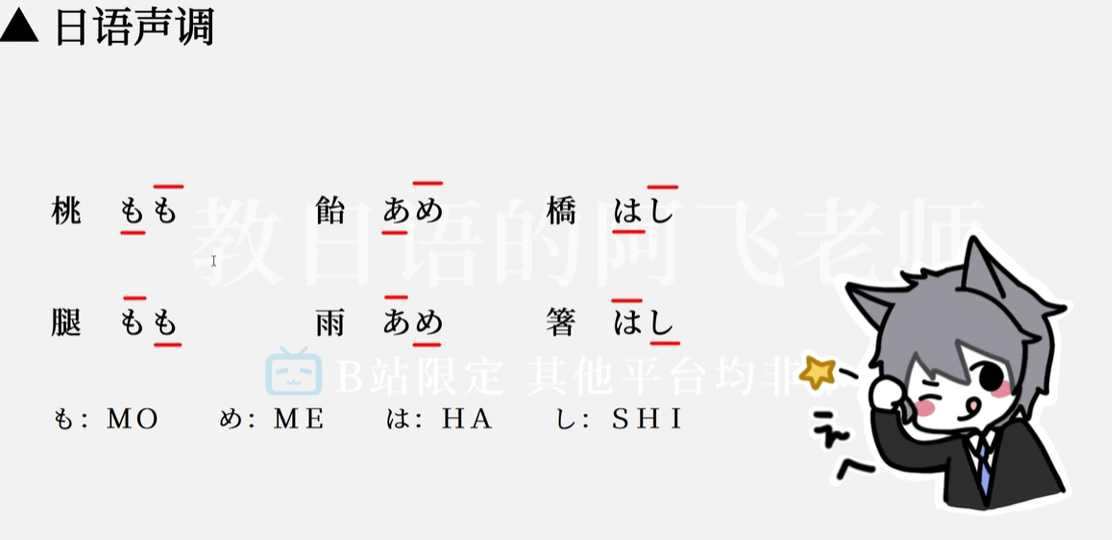 ▲ 日语声调
教日语的阿飞老师
桃 もも 飴 あめ 橋 はし
腿 もも 雨 あめ 箸 はし
B站限定 其他平台均非
も：MO め：ME は：HA し：SHI
え
へ